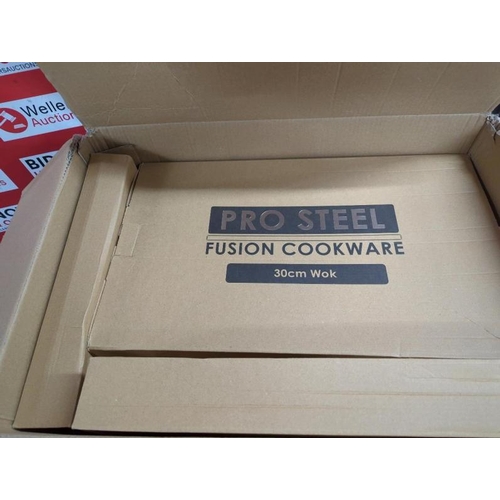 Welle
Auction
PRO STEEL
FUSION COOKWARE
30cm Wok